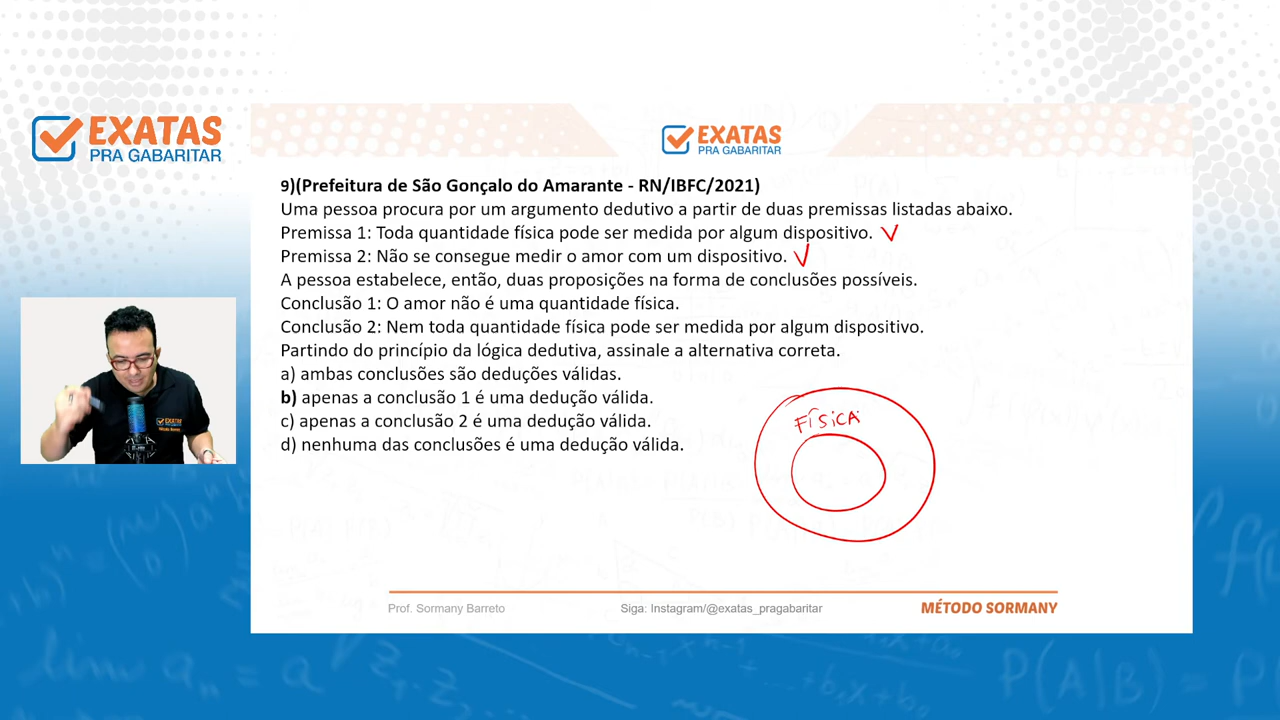 EXATAS
PRA GABARITAR
EXATAS
PRA GABARITAR
9)(Prefeitura de São Gonçalo do Amarante - RN/IBFC/2021)
Uma pessoa procura por um argumento dedutivo a partir de duas premissas listadas abaixo.
Premissa 1: Toda quantidade física pode ser medida por algum dispositivo. V
Premissa 2: Não se consegue medir o amor com um dispositivo. V
A pessoa estabelece, então, duas proposições na forma de conclusões possíveis.
Conclusão 1: O amor não é uma quantidade física.
Conclusão 2: Nem toda quantidade física pode ser medida por algum dispositivo.
Partindo do princípio da lógica dedutiva, assinale a alternativa correta.
a) ambas conclusões são deduções válidas.
b) apenas a conclusão 1 é uma dedução válida.
c) apenas a conclusão 2 é uma dedução válida.
d) nenhuma das conclusões é uma dedução válida.
FÍSICA
Prof. Sormany Barreto
Siga: Instagram/@exatas_pragabaritar
MÉTODO SORMANY
lim aₙ = a
P(A|B) =